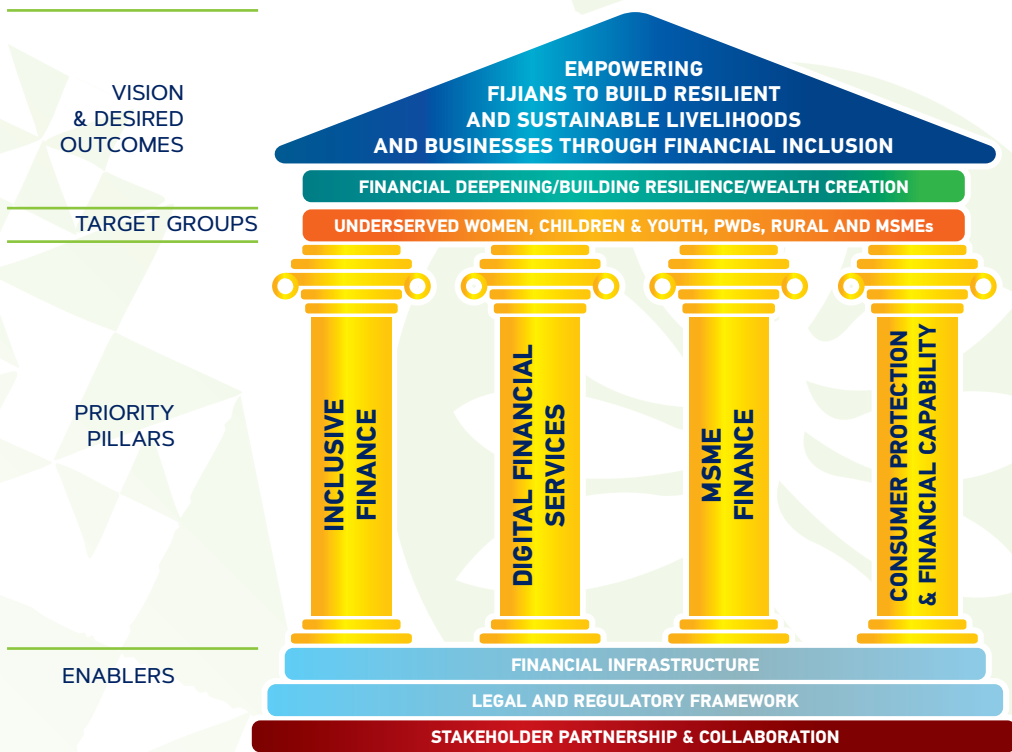 VISION
& DESIRED
OUTCOMES
EMPOWERING
FIJIANS TO BUILD RESILIENT
AND SUSTAINABLE LIVELIHOODS
AND BUSINESSES THROUGH FINANCIAL INCLUSION
FINANCIAL DEEPENING/BUILDING RESILIENCE/WEALTH CREATION
TARGET GROUPS
UNDERSERVED WOMEN, CHILDREN & YOUTH, PWDs, RURAL AND MSMEs
PRIORITY
PILLARS
INCLUSIVE
FINANCE
DIGITAL FINANCIAL
SERVICES
MSME
FINANCE
CONSUMER PROTECTION
& FINANCIAL CAPABILITY
ENABLERS
FINANCIAL INFRASTRUCTURE
LEGAL AND REGULATORY FRAMEWORK
STAKEHOLDER PARTNERSHIP & COLLABORATION